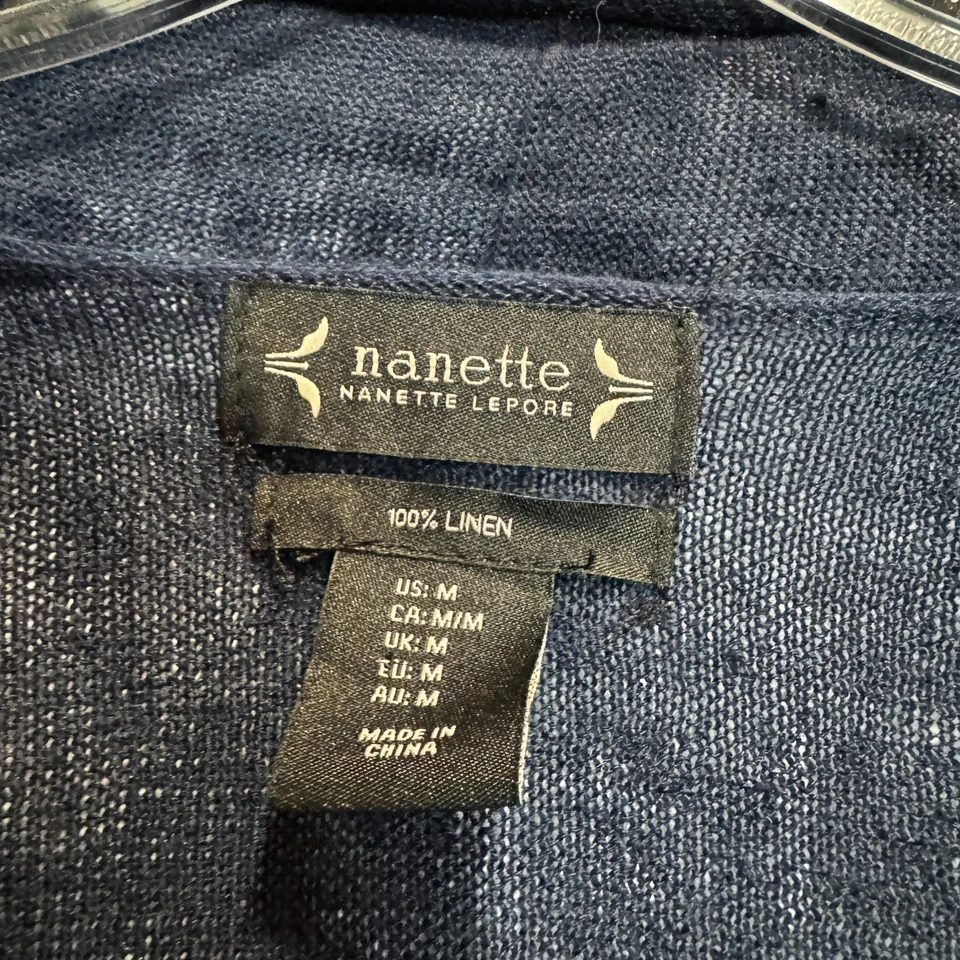 nanette
NANETTE LEPORE
100% LINEN
US: M
CA: M/M
UK: M
EU: M
AU: M
MADE IN
CHINA